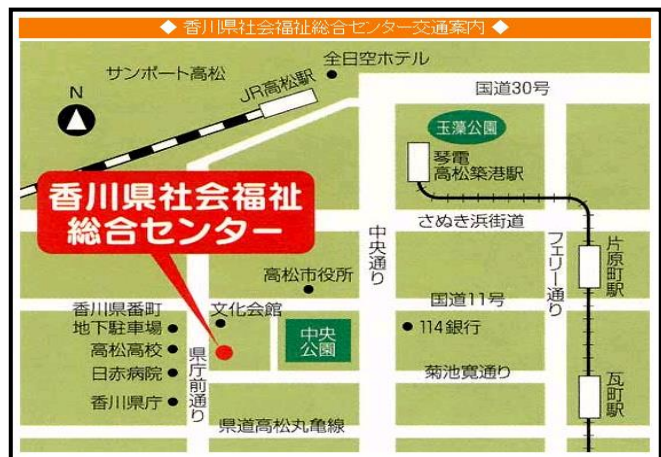 ◆ 香川県社会福祉総合センター交通案内 ◆
全日空ホテル
サンポート高松
JR高松駅
国道30号
N
玉藻公園
琴電
高松築港駅
香川県社会福祉
総合センター
さぬき浜街道
中央通り
フェリー通り
片原町駅
高松市役所
香川県番町
地下駐車場
文化会館
国道11号
中央
公園
114銀行
高松高校
県庁前通り
日赤病院
菊池寛通り
瓦町駅
香川県庁
県道高松丸亀線